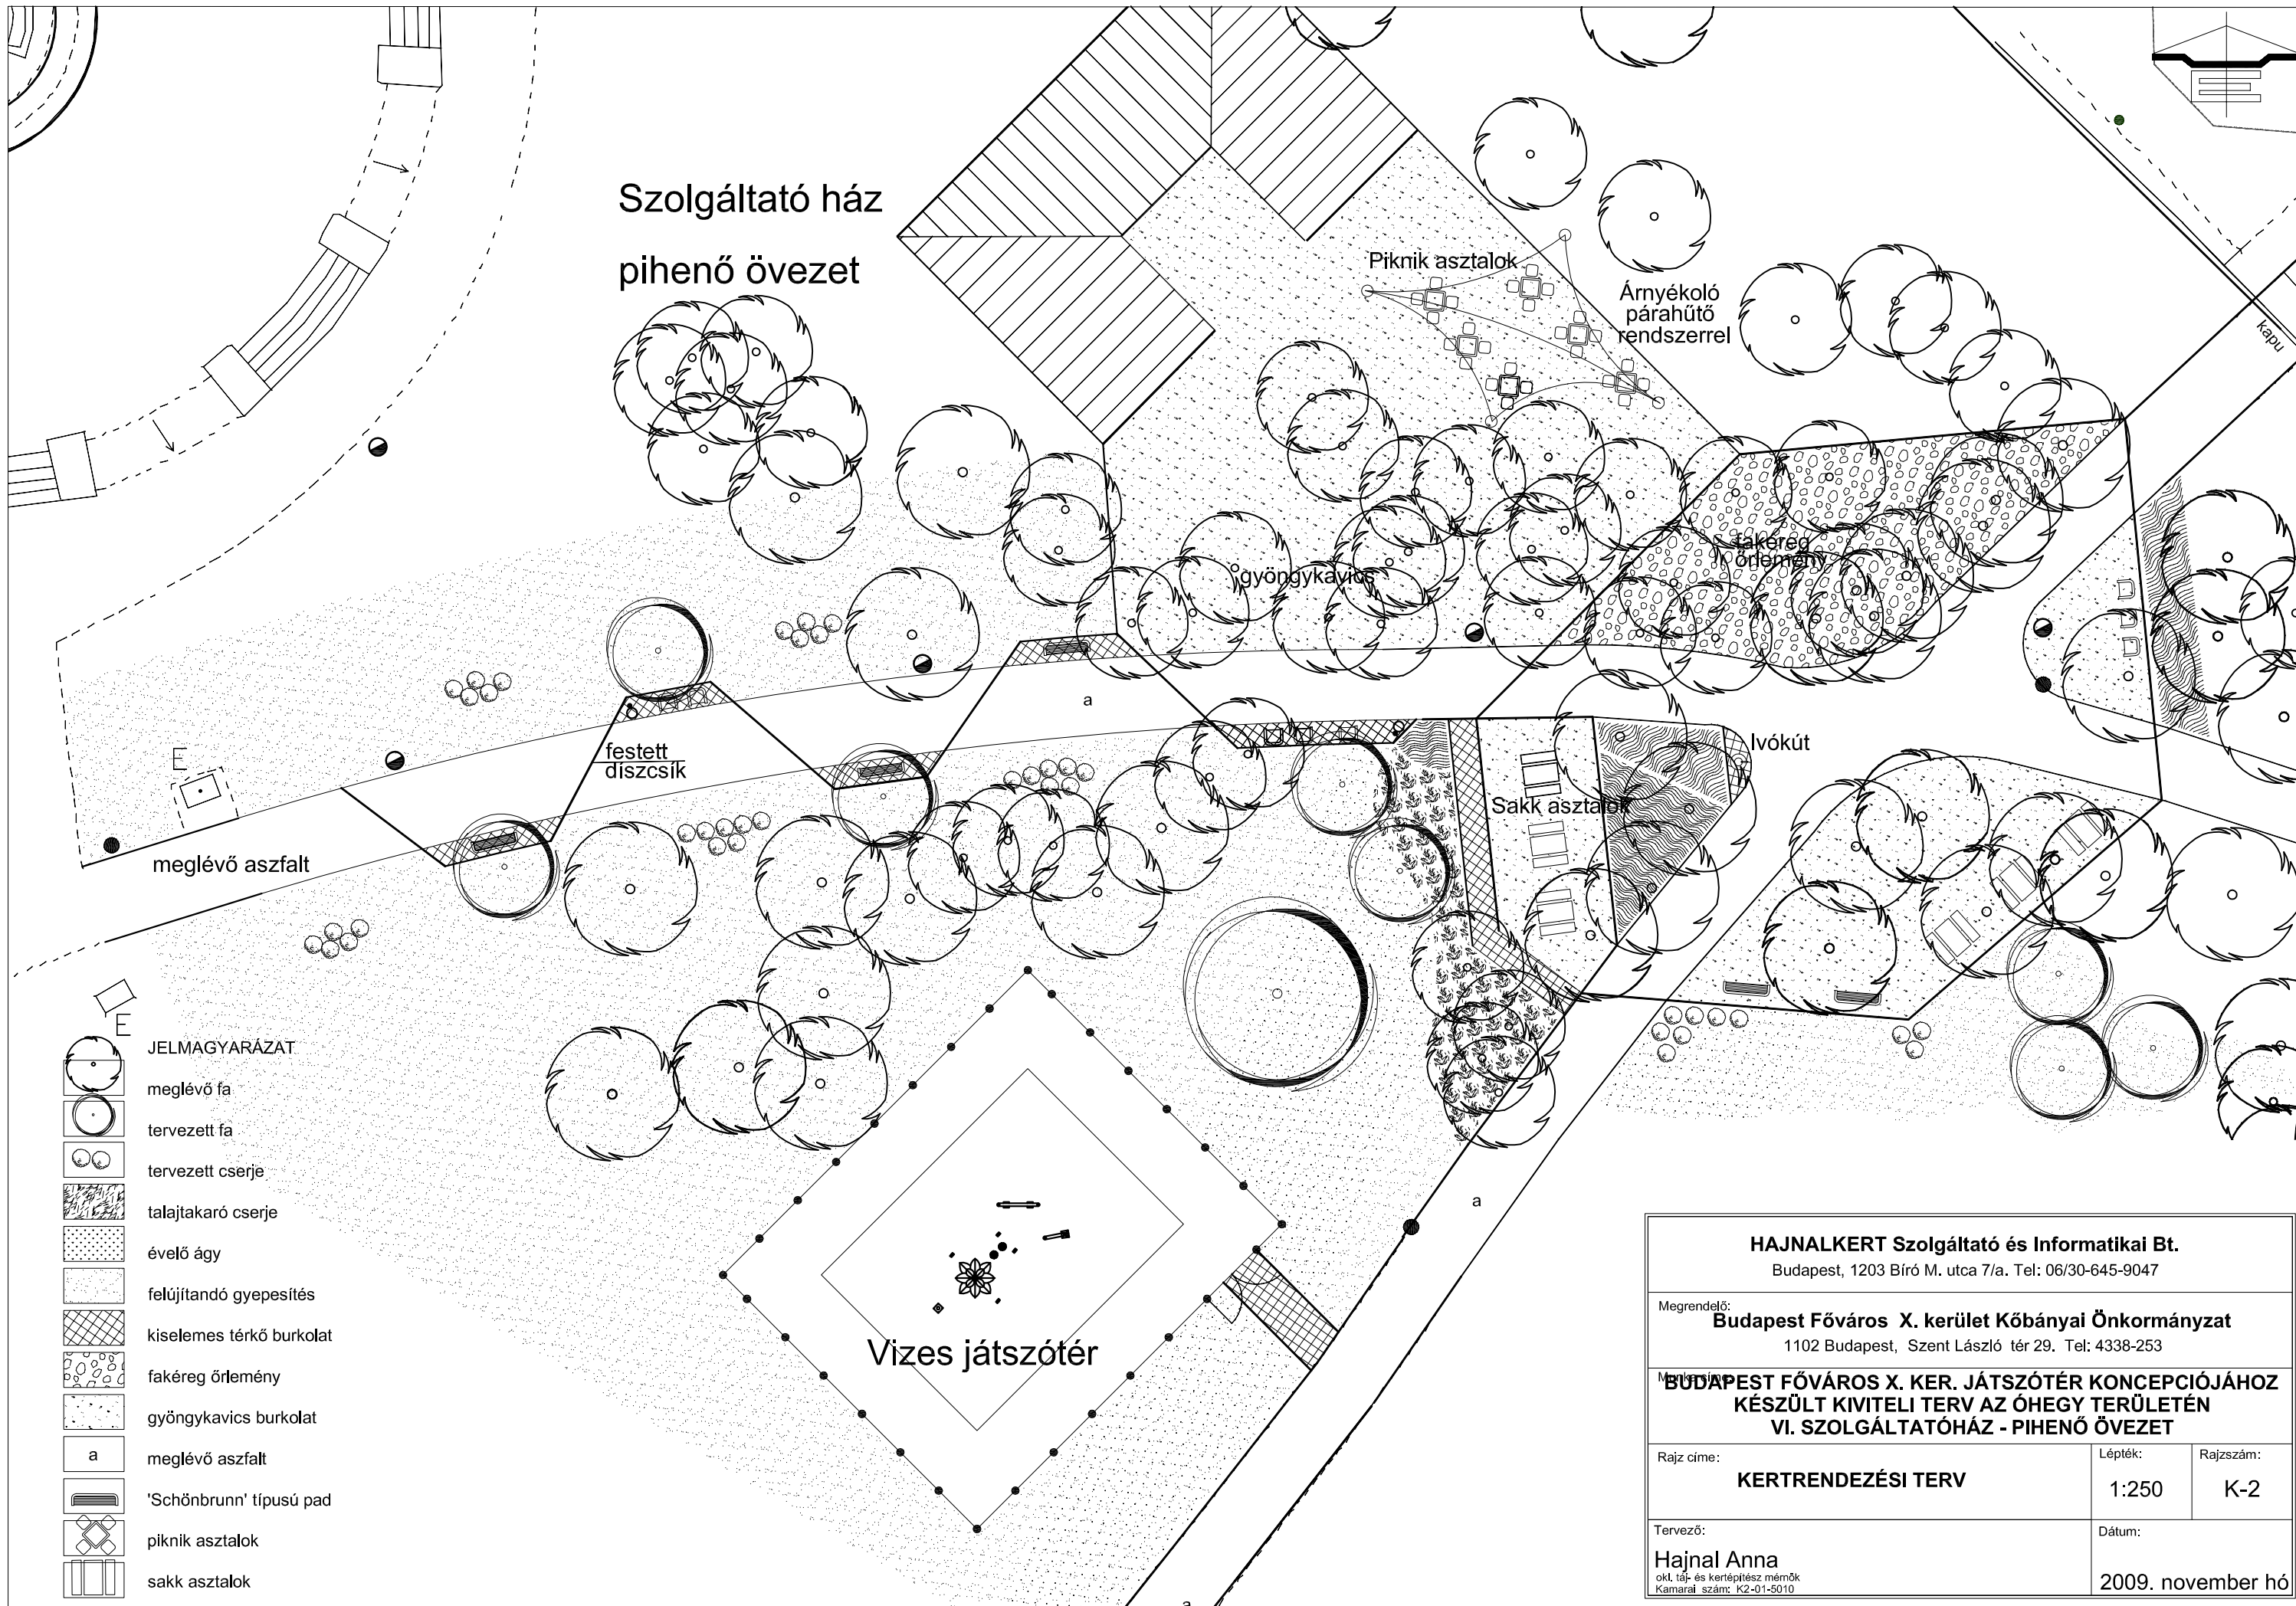 Szolgáltató ház
pihenő övezet
Piknik asztalok
Árnyékoló
párahűtő
rendszerrel
kapu
fakéreg
őrlemény
gyöngykavics
a
festett
díszcsík
Ivókút
Sakk asztalok
E
meglévő aszfalt
E
a
Vizes játszótér
a
JELMAGYARÁZAT
meglévő fa
tervezett fa
tervezett cserje
talajtakaró cserje
évelő ágy
felújítandó gyepesítés
kiselemes térkő burkolat
fakéreg őrlemény
gyöngykavics burkolat
a meglévő aszfalt
'Schönbrunn' típusú pad
piknik asztalok
sakk asztalok
HAJNALKERT Szolgáltató és Informatikai Bt.
Budapest, 1203 Bíró M. utca 7/a. Tel: 06/30-645-9047
Megrendelő:
Budapest Főváros X. kerület Kőbányai Önkormányzat
1102 Budapest, Szent László tér 29. Tel: 4338-253
Munka címe:
BUDAPEST FŐVÁROS X. KER. JÁTSZÓTÉR KONCEPCIÓJÁHOZ
KÉSZÜLT KIVITELI TERV AZ ÓHEGY TERÜLETÉN
VI. SZOLGÁLTATÓHÁZ - PIHENŐ ÖVEZET
Rajz címe:
KERTRENDEZÉSI TERV
Lépték:
1:250
Rajzszám:
K-2
Tervező:
Hajnal Anna
okl. táj- és kertépítész mérnök
Kamarai szám: K2-01-5010
Dátum:
2009. november hó